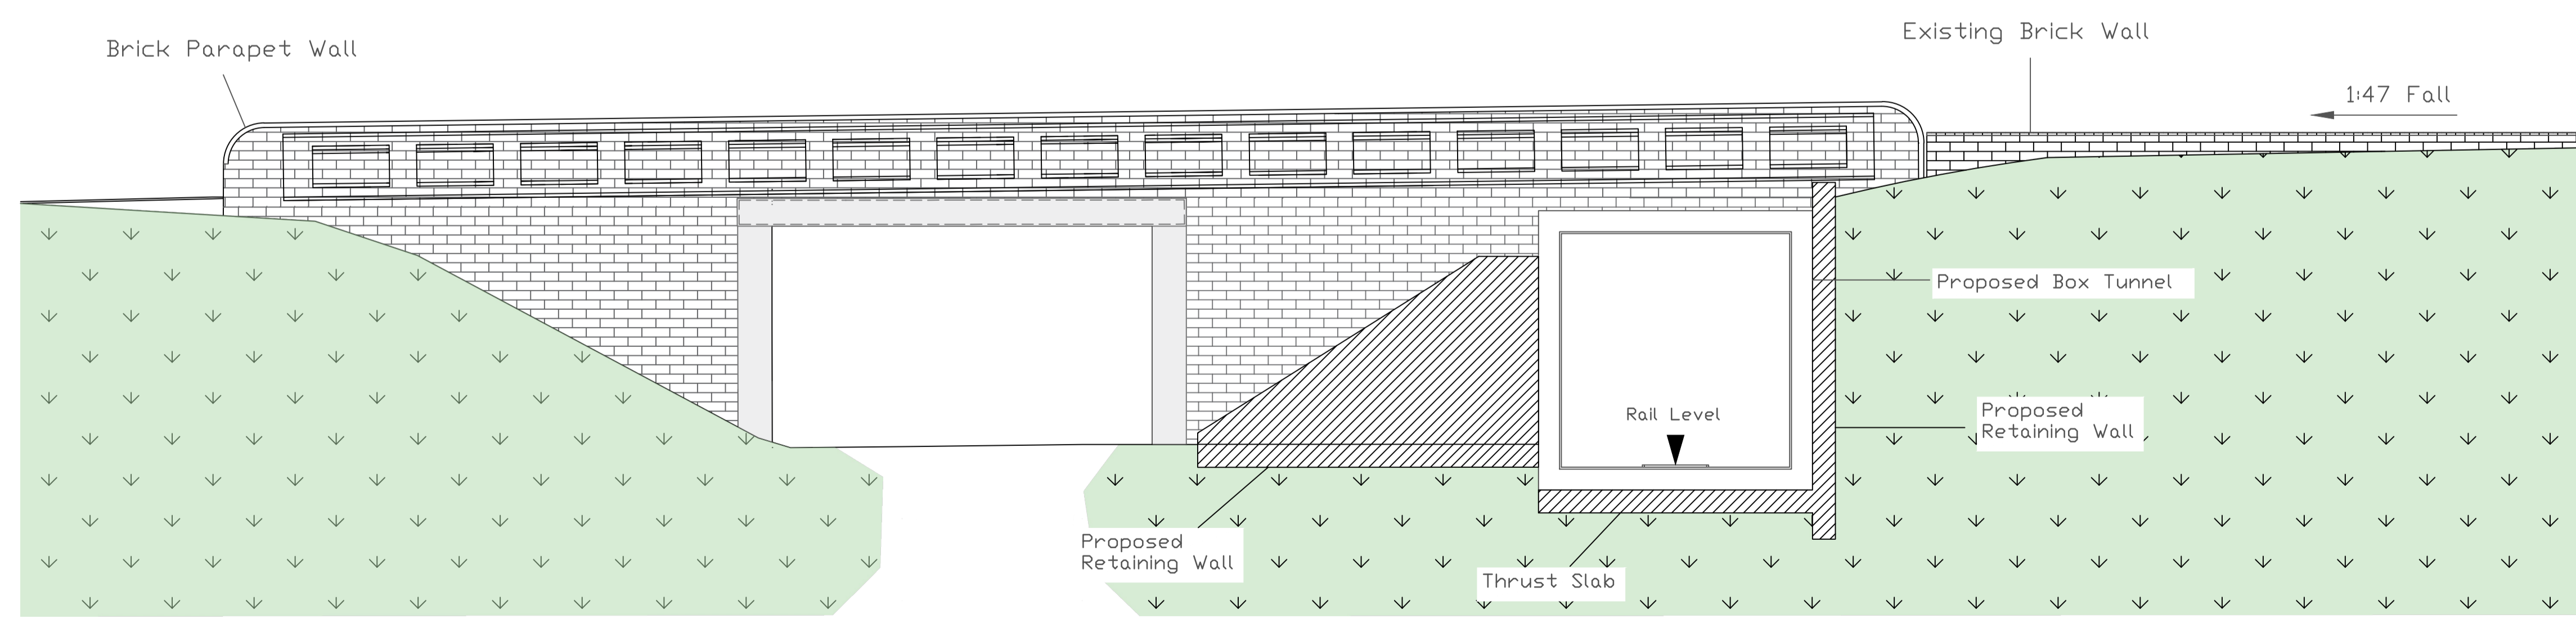 Existing Brick Wall
Brick Parapet Wall
1:47 Fall
Proposed Box Tunnel
Proposed
Retaining Wall
Rail Level
Proposed
Retaining Wall
Thrust Slab